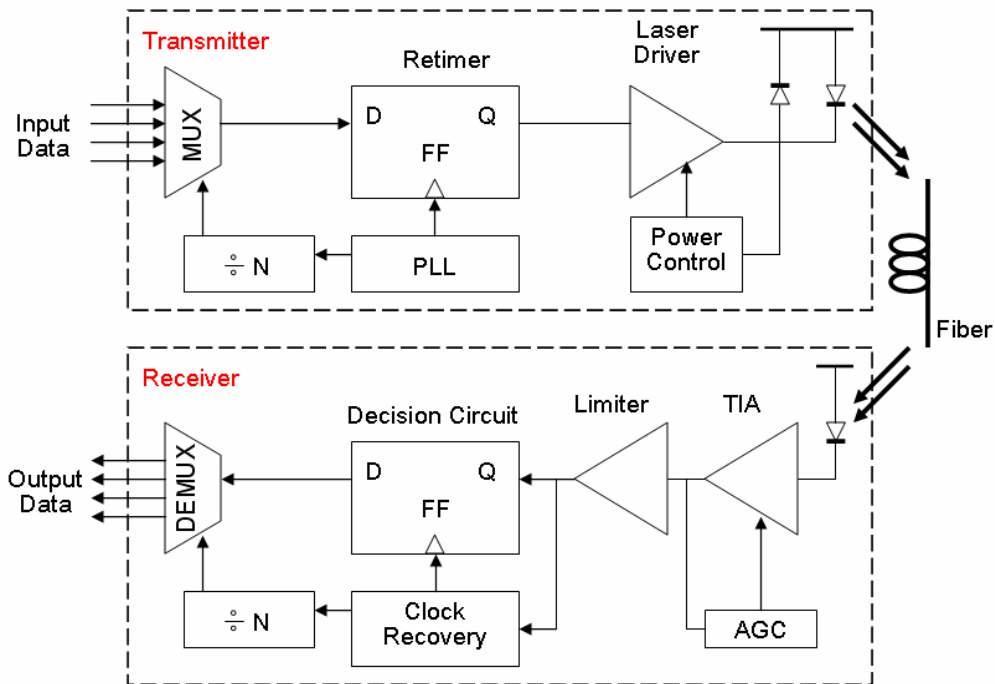 Transmitter
Laser
Driver
Retimer
Input
Data
MUX
D
Q
FF
÷ N
PLL
Power
Control
Fiber
Receiver
Decision Circuit
Limiter
TIA
Output
Data
DEMUX
D
Q
FF
÷ N
Clock
Recovery
AGC